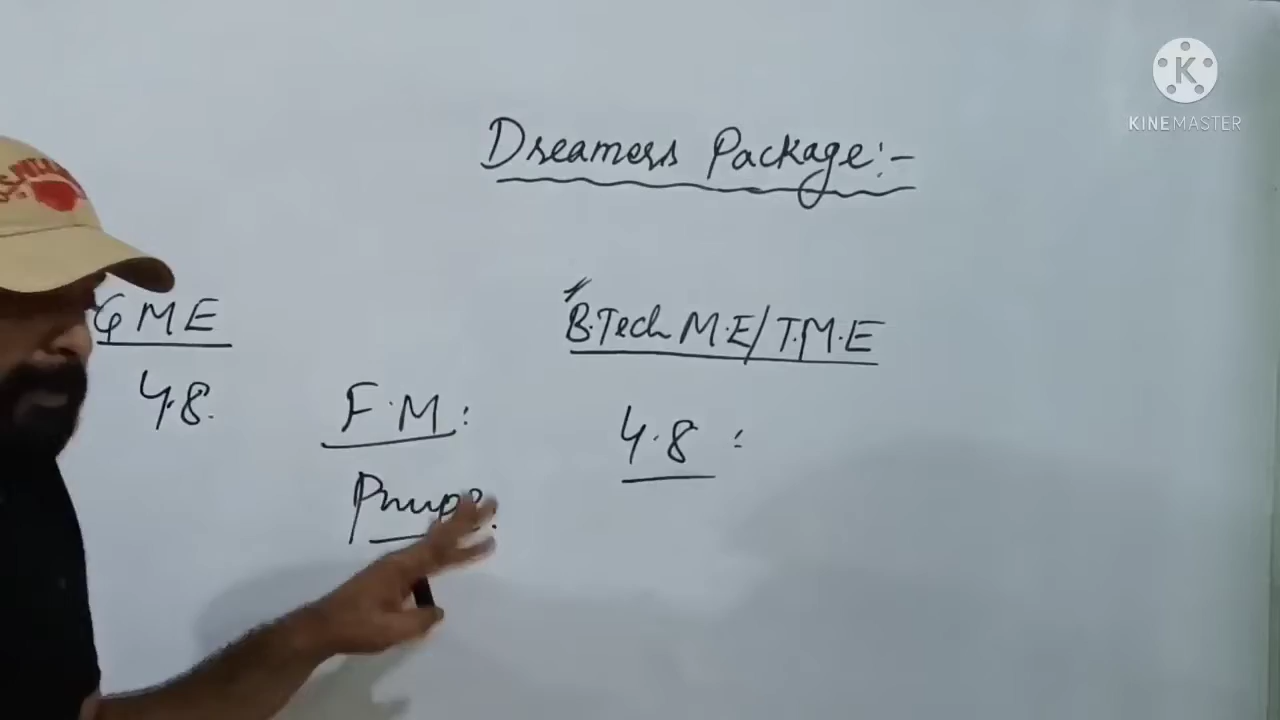 KINEMASTER
Dreamers Package:-
GME
4.8.
F.M:
B.Tech M.E/T.M.E
4.8: